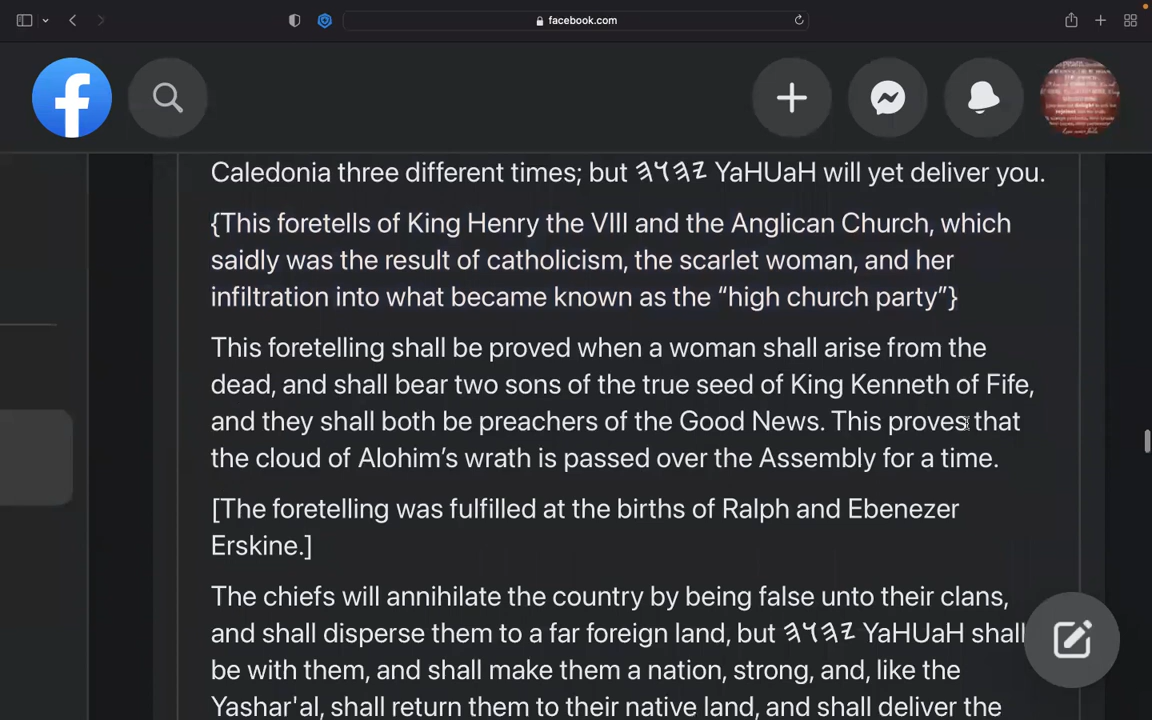 facebook.com
Caledonia three different times; but 𐤉𐤄𐤅𐤄 YaHUaH will yet deliver you.
{This foretells of King Henry the VIII and the Anglican Church, which
saidly was the result of catholicism, the scarlet woman, and her
infiltration into what became known as the “high church party”}
This foretelling shall be proved when a woman shall arise from the
dead, and shall bear two sons of the true seed of King Kenneth of Fife,
and they shall both be preachers of the Good News. This proves that
the cloud of Alohim’s wrath is passed over the Assembly for a time.
[The foretelling was fulfilled at the births of Ralph and Ebenezer
Erskine.]
The chiefs will annihilate the country by being false unto their clans,
and shall disperse them to a far foreign land, but 𐤉𐤄𐤅𐤄 YaHUaH shall
be with them, and shall make them a nation, strong, and, like the
Yashar'al, shall return them to their native land, and shall deliver the